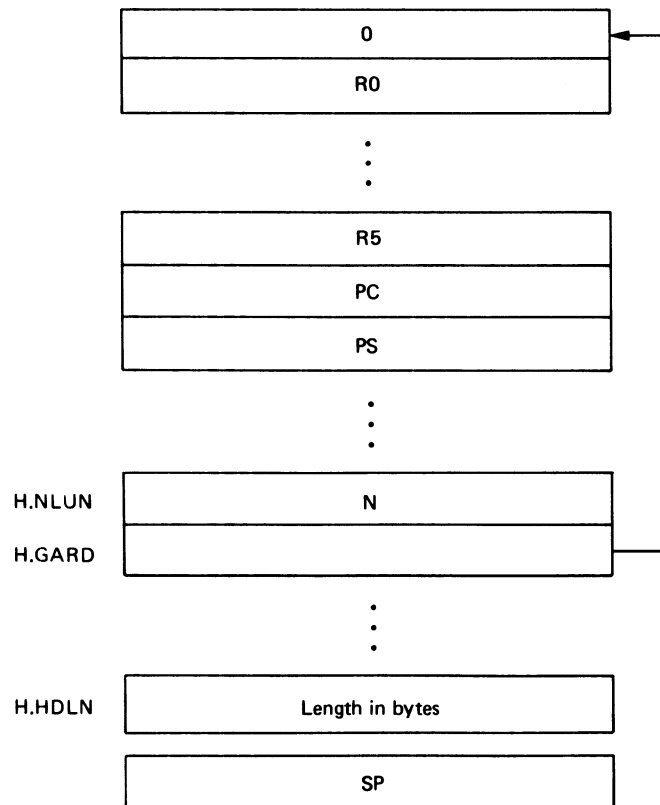 0
R0
R5
PC
PS
H.NLUN N
H.GARD
H.HDLN Length in bytes
SP